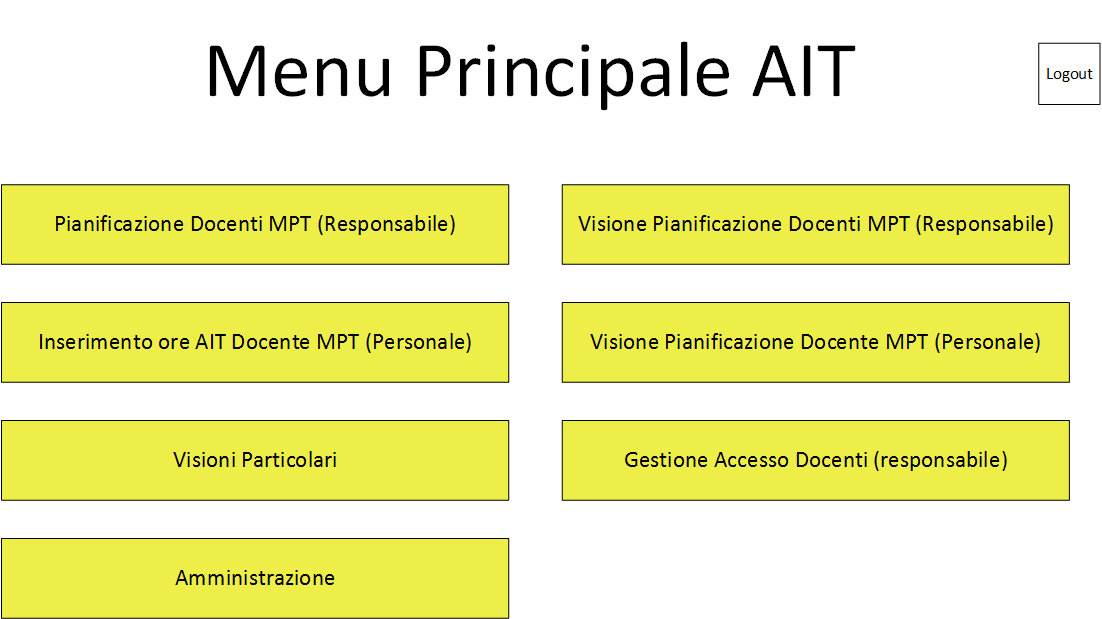 Menu Principale AIT
Logout
Pianificazione Docenti MPT (Responsabile)
Visione Pianificazione Docenti MPT (Responsabile)
Inserimento ore AIT Docente MPT (Personale)
Visione Pianificazione Docente MPT (Personale)
Visioni Particolari
Gestione Accesso Docenti (responsabile)
Amministrazione